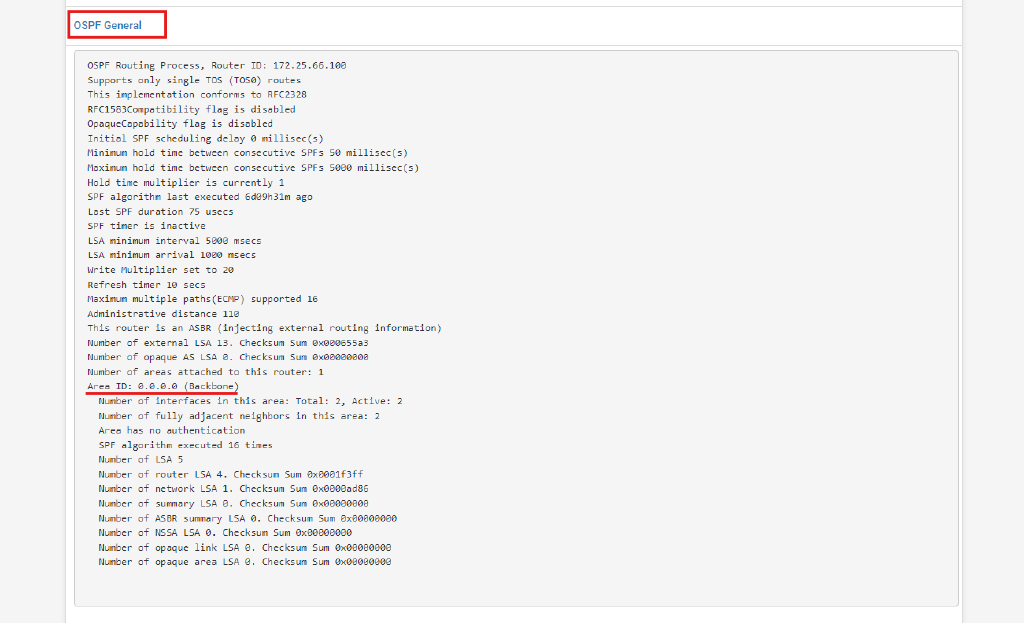 OSPF General
OSPF Routing Process, Router ID: 172.25.66.100
Supports only single TOS (TOS0) routes
This implementation conforms to RFC2328
RFC1583Compatibility flag is disabled
OpaqueCapability flag is disabled
Initial SPF scheduling delay 0 millisec(s)
Minimum hold time between consecutive SPFs 50 millisec(s)
Maximum hold time between consecutive SPFs 5000 millisec(s)
Hold time multiplier is currently 1
SPF algorithm last executed 6d09h31m ago
Last SPF duration 75 usecs
SPF timer is inactive
LSA minimum interval 5000 msecs
LSA minimum arrival 1000 msecs
Write Multiplier set to 20
Refresh timer 10 secs
Maximum multiple paths(ECMP) supported 16
Administrative distance 110
This router is an ASBR (injecting external routing information)
Number of external LSA 13. Checksum Sum 0x000655a3
Number of opaque AS LSA 0. Checksum Sum 0x00000000
Number of areas attached to this router: 1
Area ID: 0.0.0.0 (Backbone)
Number of interfaces in this area: Total: 2, Active: 2
Number of fully adjacent neighbors in this area: 2
Area has no authentication
SPF algorithm executed 16 times
Number of LSA 5
Number of router LSA 4. Checksum Sum 0x0001f3ff
Number of network LSA 1. Checksum Sum 0x0000ad86
Number of summary LSA 0. Checksum Sum 0x00000000
Number of ASBR summary LSA 0. Checksum Sum 0x00000000
Number of NSSA LSA 0. Checksum Sum 0x00000000
Number of opaque link LSA 0. Checksum Sum 0x00000000
Number of opaque area LSA 0. Checksum Sum 0x00000000